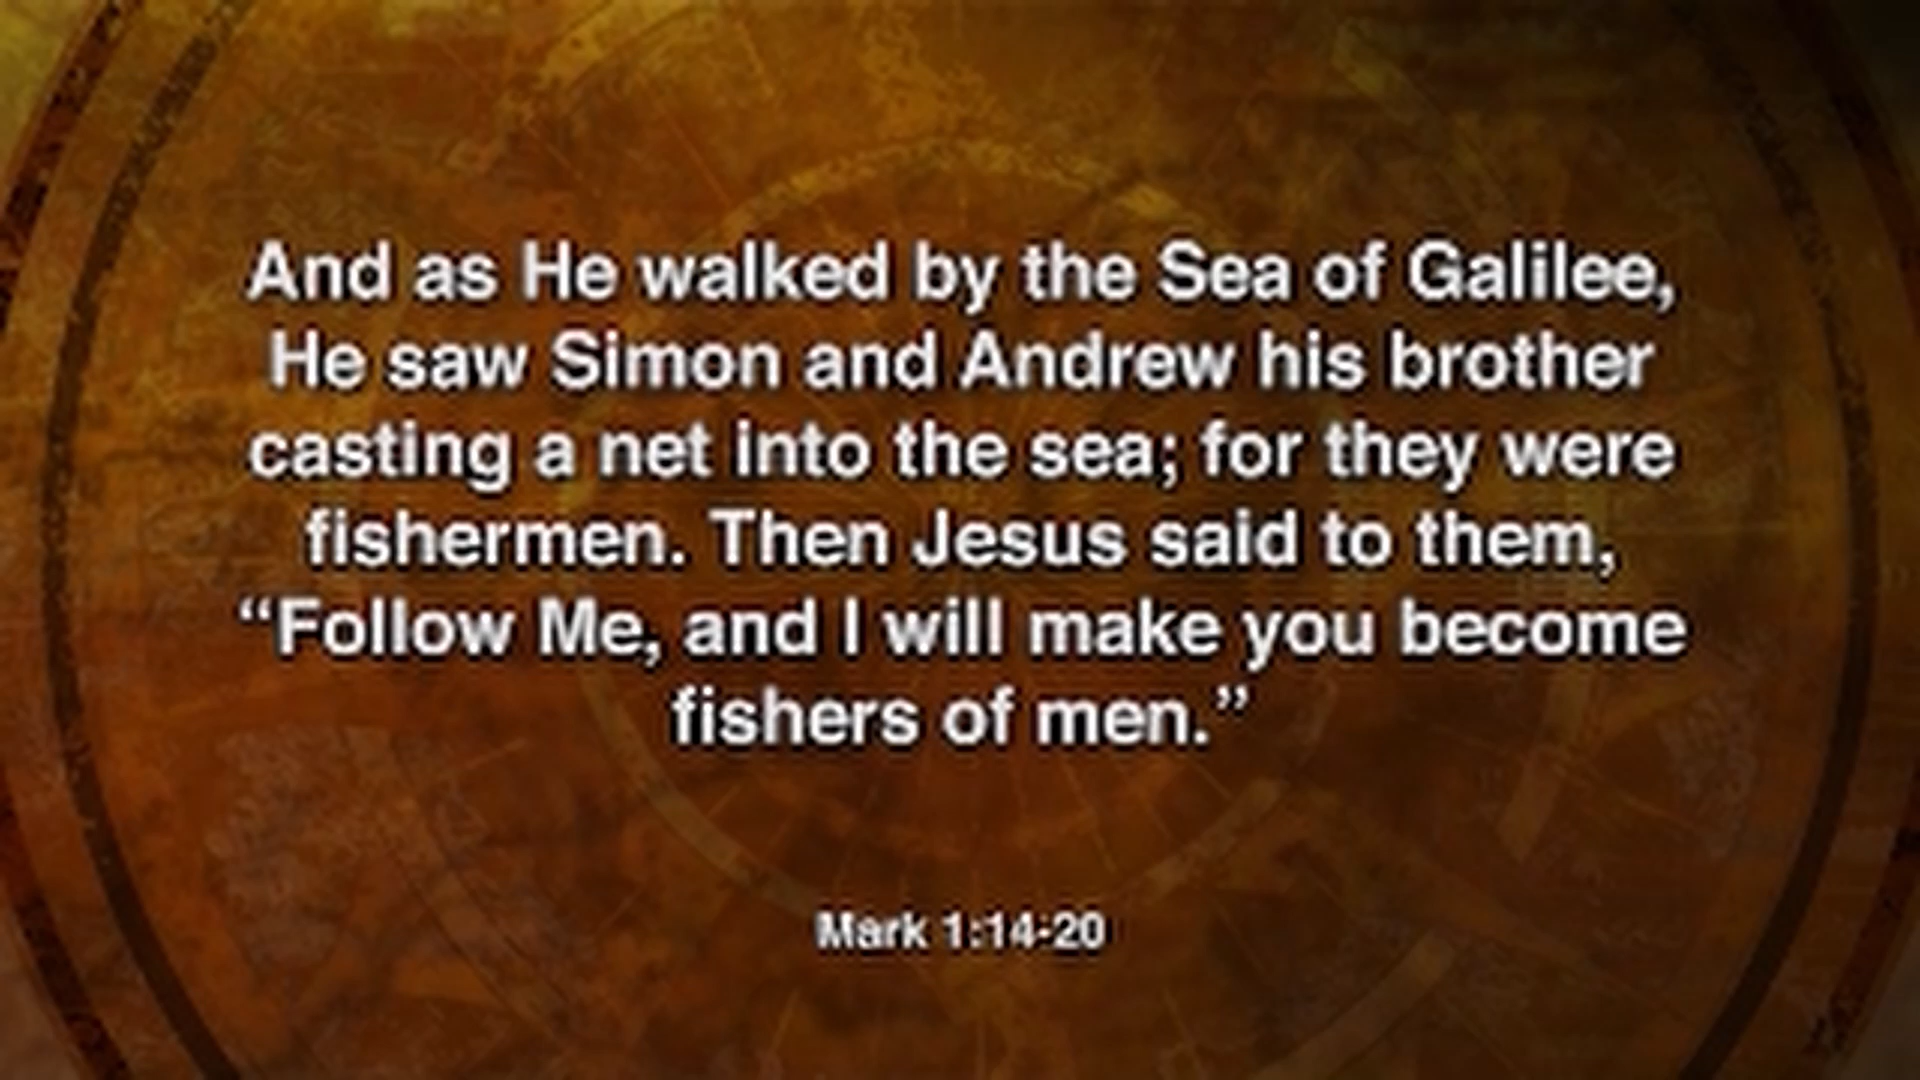 And as He walked by the Sea of Galilee,
He saw Simon and Andrew his brother
casting a net into the sea; for they were
fishermen. Then Jesus said to them,
“Follow Me, and I will make you become
fishers of men.”
Mark 1:14-20